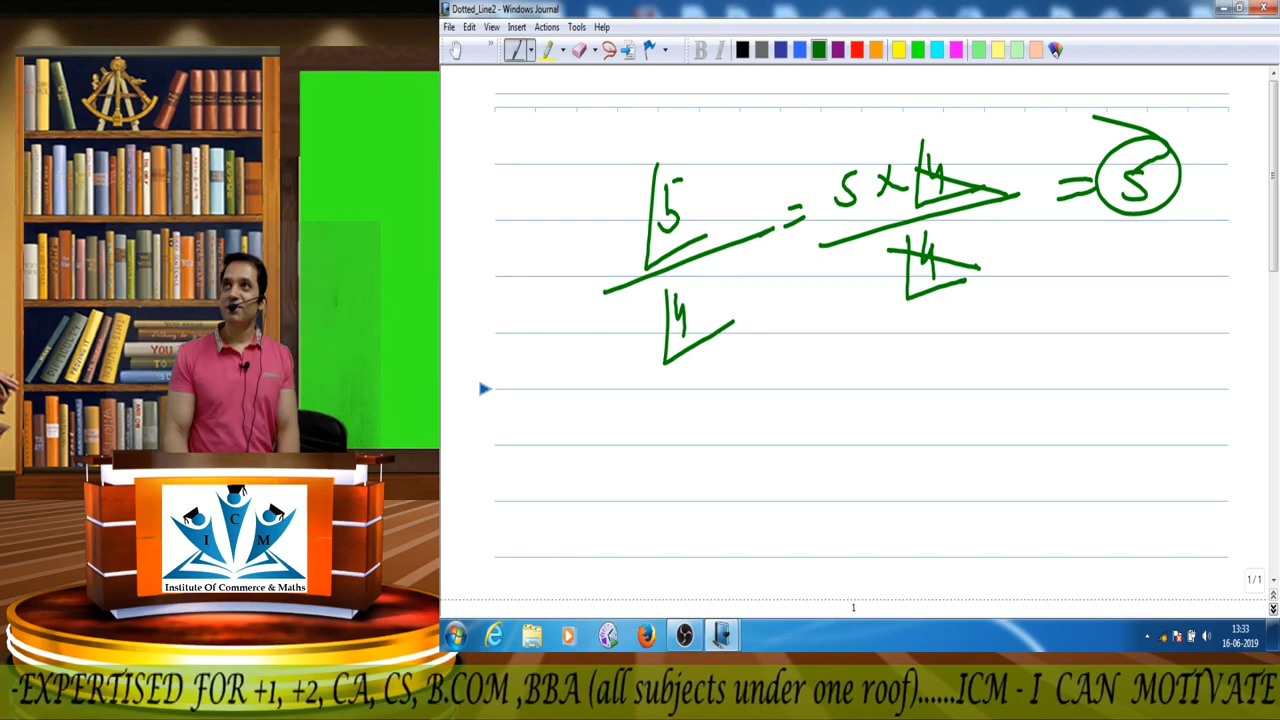 Dotted_Line2 - Windows Journal
File Edit View Insert Actions Tools Help
B I
|5 / |4 = 5 × |4 / |4 = 5
1/1
1
I C M
Institute Of Commerce & Maths
13:33
16-06-2019
-EXPERTISED FOR +1, +2, CA, CS, B.COM ,BBA (all subjects under one roof)......ICM - I CAN MOTIVATE